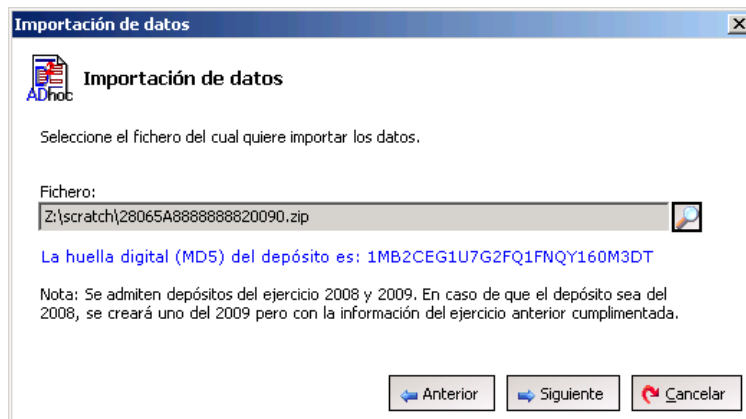 Importación de datos
ADhoc
Importación de datos
Seleccione el fichero del cual quiere importar los datos.
Fichero:
Z:\scratch\28065A8888888820090.zip
La huella digital (MD5) del depósito es: 1MB2CEG1U7G2FQ1FNQY160M3DT
Nota: Se admiten depósitos del ejercicio 2008 y 2009. En caso de que el depósito sea del
2008, se creará uno del 2009 pero con la información del ejercicio anterior cumplimentada.
Anterior
Siguiente
Cancelar